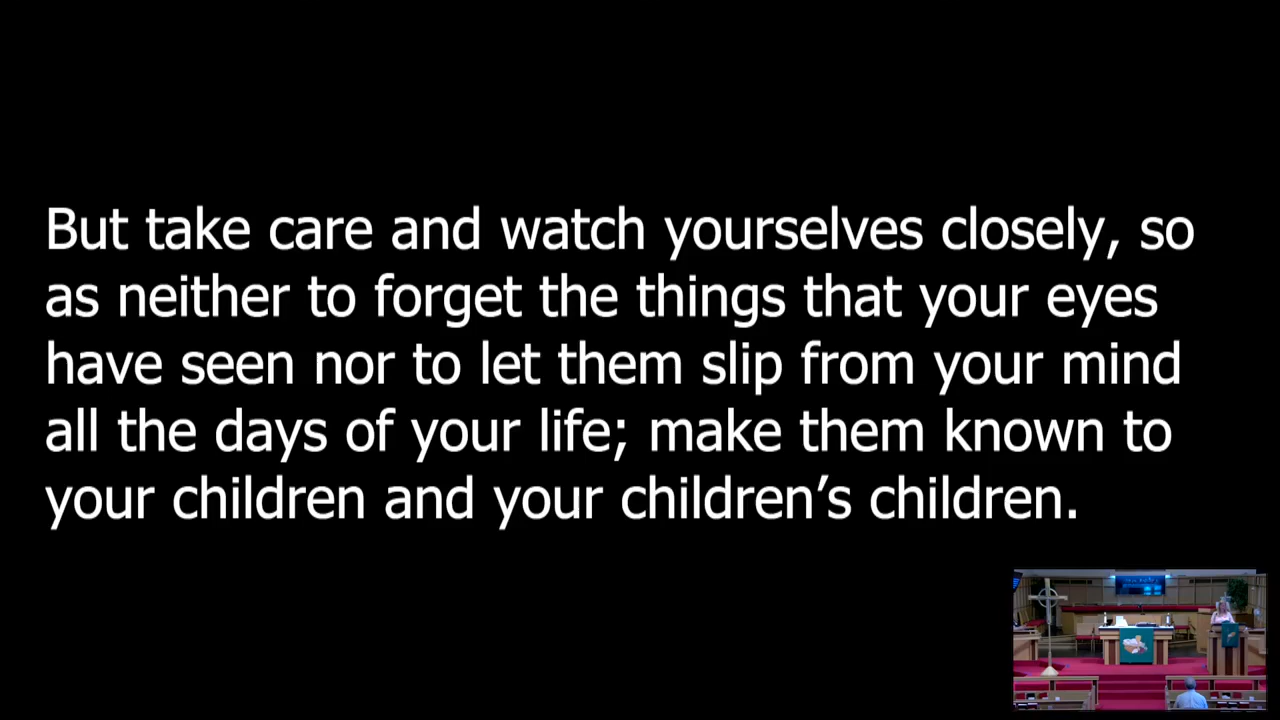 But take care and watch yourselves closely, so
as neither to forget the things that your eyes
have seen nor to let them slip from your mind
all the days of your life; make them known to
your children and your children’s children.